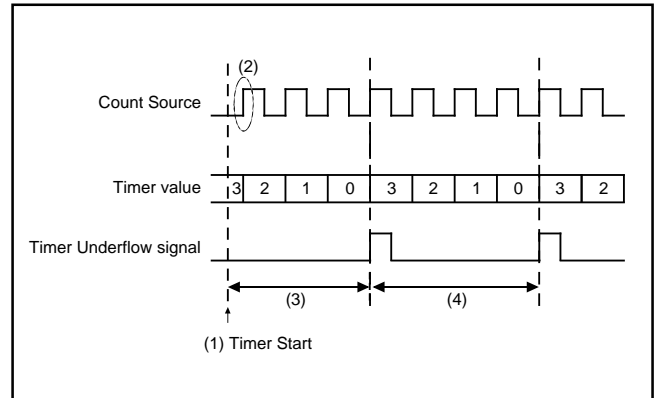 (2)
Count Source
Timer value 3 2 1 0 3 2 1 0 3 2
Timer Underflow signal
(3) (4)
(1) Timer Start